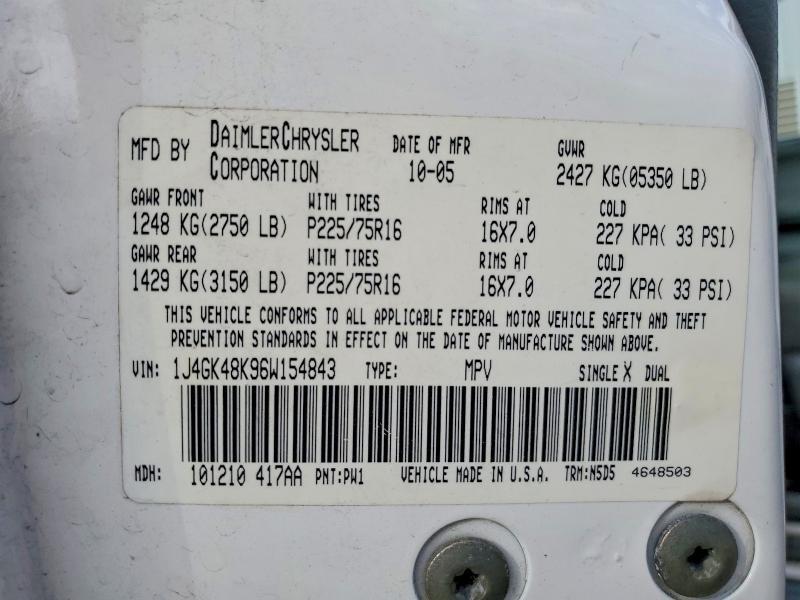 MFD BY DAIMLERCHRYSLER CORPORATION DATE OF MFR 10-05 GVWR 2427 KG(05350 LB)
GAWR FRONT WITH TIRES RIMS AT COLD
1248 KG(2750 LB) P225/75R16 16X7.0 227 KPA( 33 PSI)
GAWR REAR WITH TIRES RIMS AT COLD
1429 KG(3150 LB) P225/75R16 16X7.0 227 KPA( 33 PSI)
THIS VEHICLE CONFORMS TO ALL APPLICABLE FEDERAL MOTOR VEHICLE SAFETY AND THEFT
PREVENTION STANDARDS IN EFFECT ON THE DATE OF MANUFACTURE SHOWN ABOVE.
VIN: 1J4GK48K96W154843 TYPE: MPV SINGLE X DUAL
MDH: 101210 417AA PNT:PW1 VEHICLE MADE IN U.S.A. TRM:N5D5 4648503